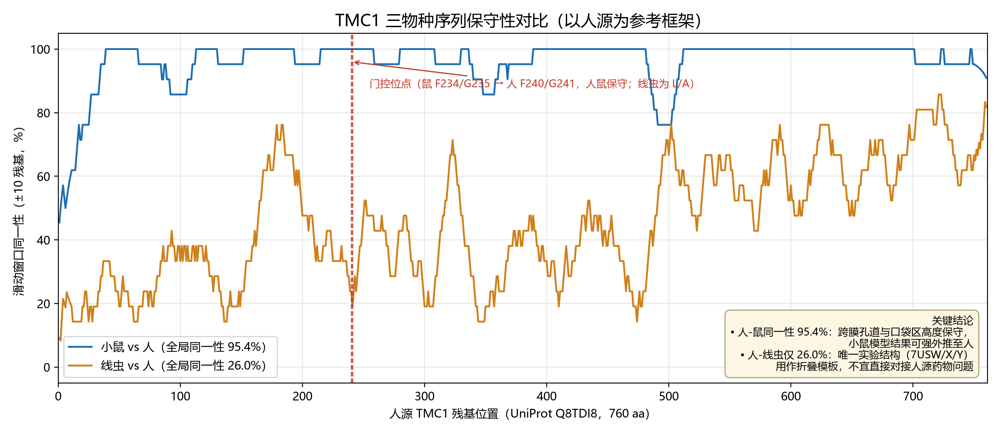 TMC1 三物种序列保守性对比（以人源为参考框架）
滑动窗口同一性（±10 残基，%）
100
80
60
40
20
0
门控位点（鼠 F234/G235 → 人 F240/G241，人鼠保守；线虫为 L/A）
小鼠 vs 人（全局同一性 95.4%）
线虫 vs 人（全局同一性 26.0%）
关键结论
• 人-鼠同一性 95.4%：跨膜孔道与口袋区高度保守，
小鼠模型结果可强外推至人
• 人-线虫仅 26.0%：唯一实验结构（7USW/X/Y）
用作折叠模板，不宜直接对接人源药物问题
0 100 200 300 400 500 600 700
人源 TMC1 残基位置（UniProt Q8TDI8，760 aa）